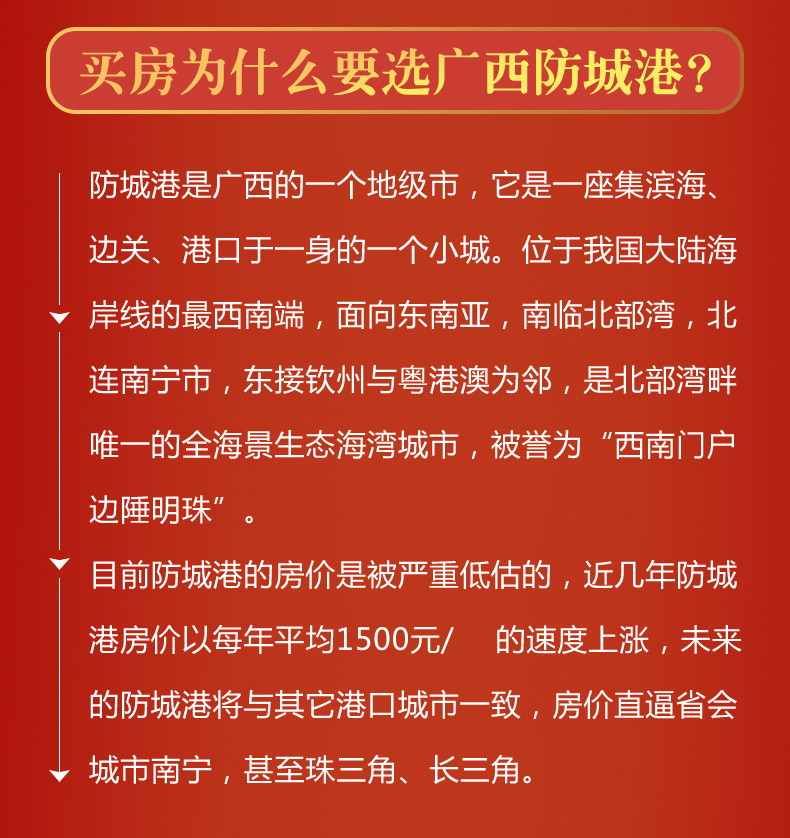 买房为什么要选广西防城港？
防城港是广西的一个地级市，它是一座集滨海、
边关、港口于一身的一个小城。位于我国大陆海
岸线的最西南端，面向东南亚，南临北部湾，北
连南宁市，东接钦州与粤港澳为邻，是北部湾畔
唯一的全海景生态海湾城市，被誉为“西南门户
边陲明珠”。
目前防城港的房价是被严重低估的，近几年防城
港房价以每年平均1500元/ 的速度上涨，未来
的防城港将与其它港口城市一致，房价直逼省会
城市南宁，甚至珠三角、长三角。